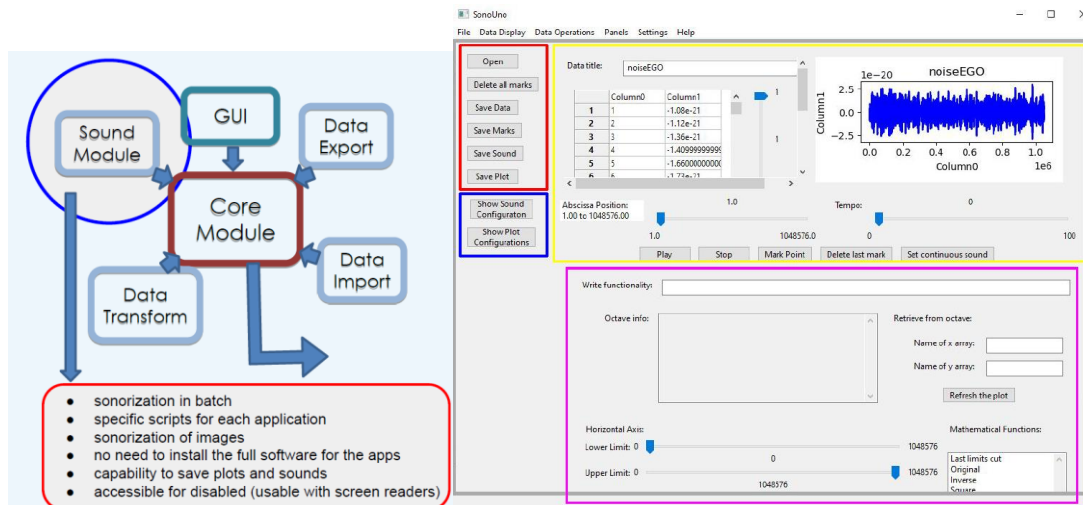 GUI
Sound
Module
Data
Export
Core
Module
Data
Import
Data
Transform
● sonorization in batch
● specific scripts for each application
● sonorization of images
● no need to install the full software for the apps
● capability to save plots and sounds
● accessible for disabled (usable with screen readers)
SonoUno
File Data Display Data Operations Panels Settings Help
Open
Delete all marks
Save Data
Save Marks
Save Sound
Save Plot
Show Sound
Configuraton
Show Plot
Configurations
Data title: noiseEGO
Column0 Column1
1 1 -1.08e-21
2 2 -1.12e-21
3 3 -1.36e-21
4 4 -1.40999999999
5 5 -1.66000000000
6 6 -1.73e-21
1
1
1e-20 noiseEGO
Column1
2.5
0.0
-2.5
0.0 0.2 0.4 0.6 0.8 1.0
Column0 1e6
Abscissa Position:
1.00 to 1048576.00
1.0
1.0 1048576.0
Tempo: 0
0 100
Play Stop Mark Point Delete last mark Set continuous sound
Write functionality:
Octave info:
Retrieve from octave:
Name of x array:
Name of y array:
Refresh the plot
Horizontal Axis:
Lower Limit: 0 1048576
0
Upper Limit: 0 1048576
1048576
Mathematical Functions:
Last limits cut
Original
Inverse
Square